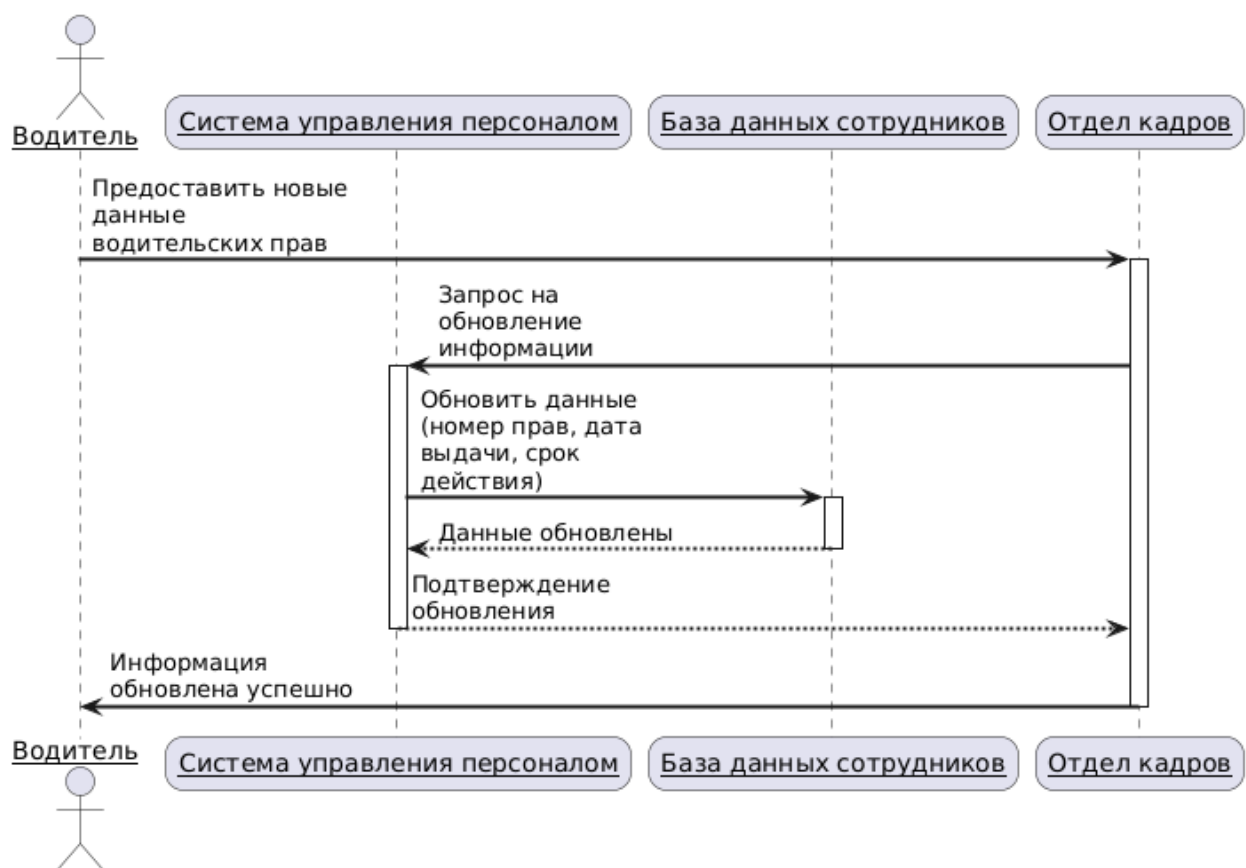 Водитель
Система управления персоналом
База данных сотрудников
Отдел кадров
Предоставить новые
данные
водительских прав
Запрос на
обновление
информации
Обновить данные
(номер прав, дата
выдачи, срок
действия)
Данные обновлены
Подтверждение
обновления
Информация
обновлена успешно
Водитель
Система управления персоналом
База данных сотрудников
Отдел кадров